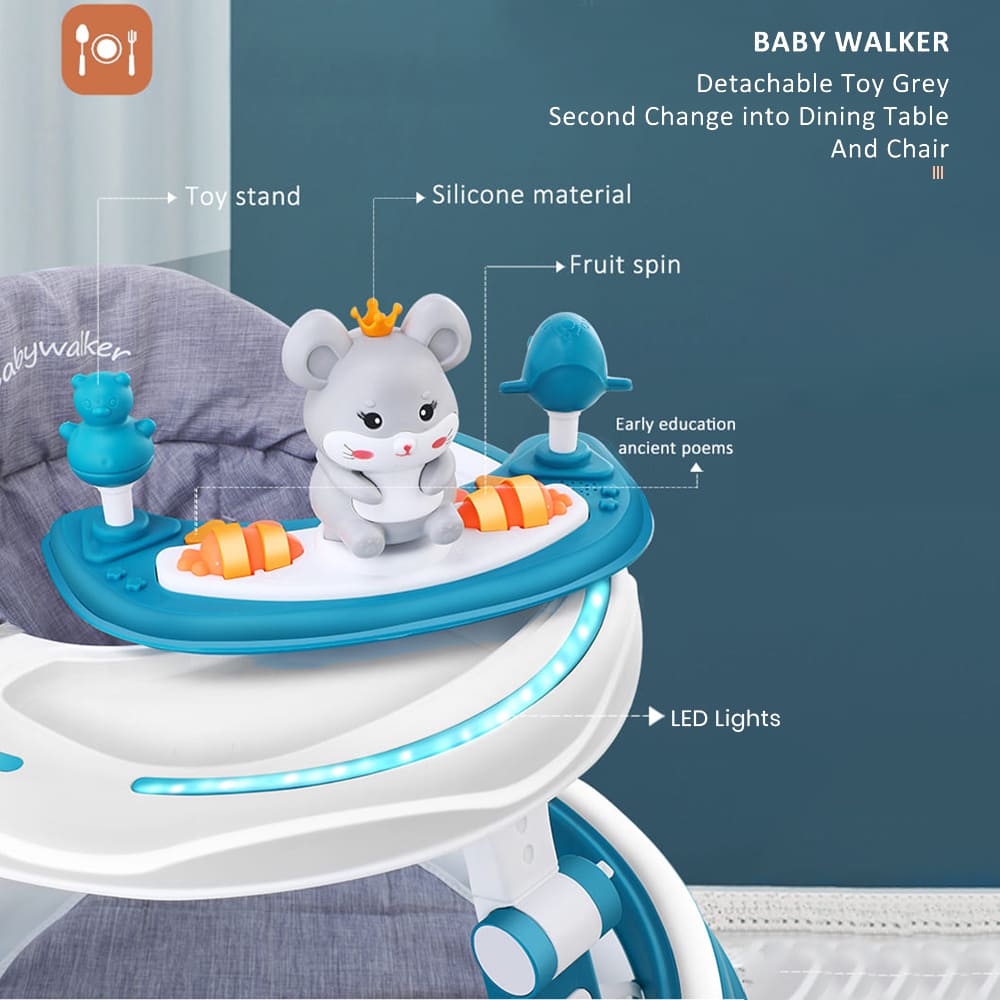 BABY WALKER
Detachable Toy Grey
Second Change into Dining Table
And Chair
Toy stand
Silicone material
Fruit spin
Early education
ancient poems
babywalker
LED Lights